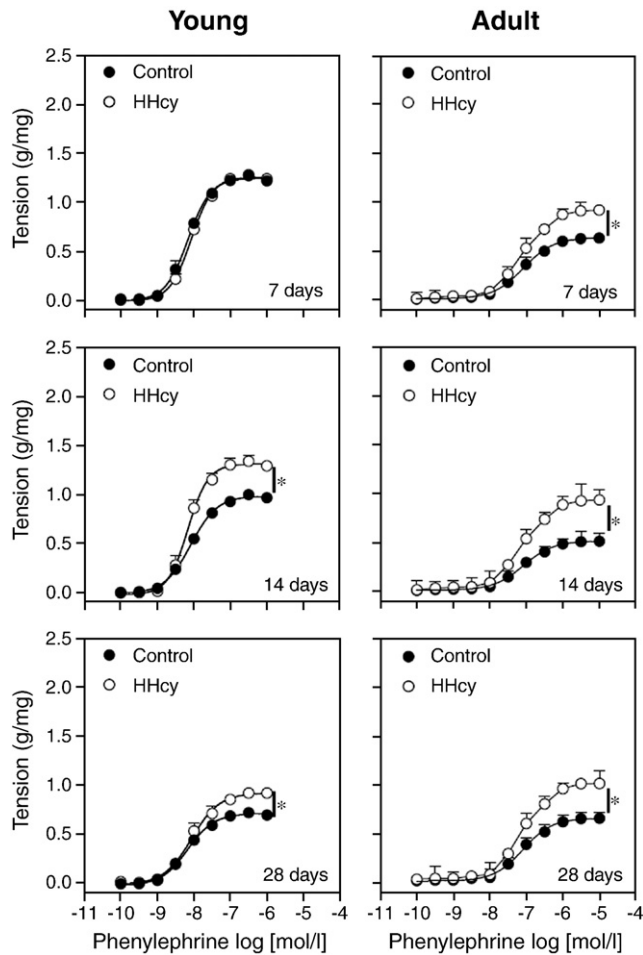 Young Adult
2.5
2.0
1.5
1.0
0.5
0.0
Tension (g/mg)
Control
HHcy
7 days
Control
HHcy
*
7 days
2.5
2.0
1.5
1.0
0.5
0.0
Tension (g/mg)
Control
HHcy
*
14 days
Control
HHcy
*
14 days
2.5
2.0
1.5
1.0
0.5
0.0
Tension (g/mg)
Control
HHcy
*
28 days
Control
HHcy
*
28 days
-11 -10 -9 -8 -7 -6 -5 -4 -11 -10 -9 -8 -7 -6 -5 -4
Phenylephrine log [mol/l] Phenylephrine log [mol/l]